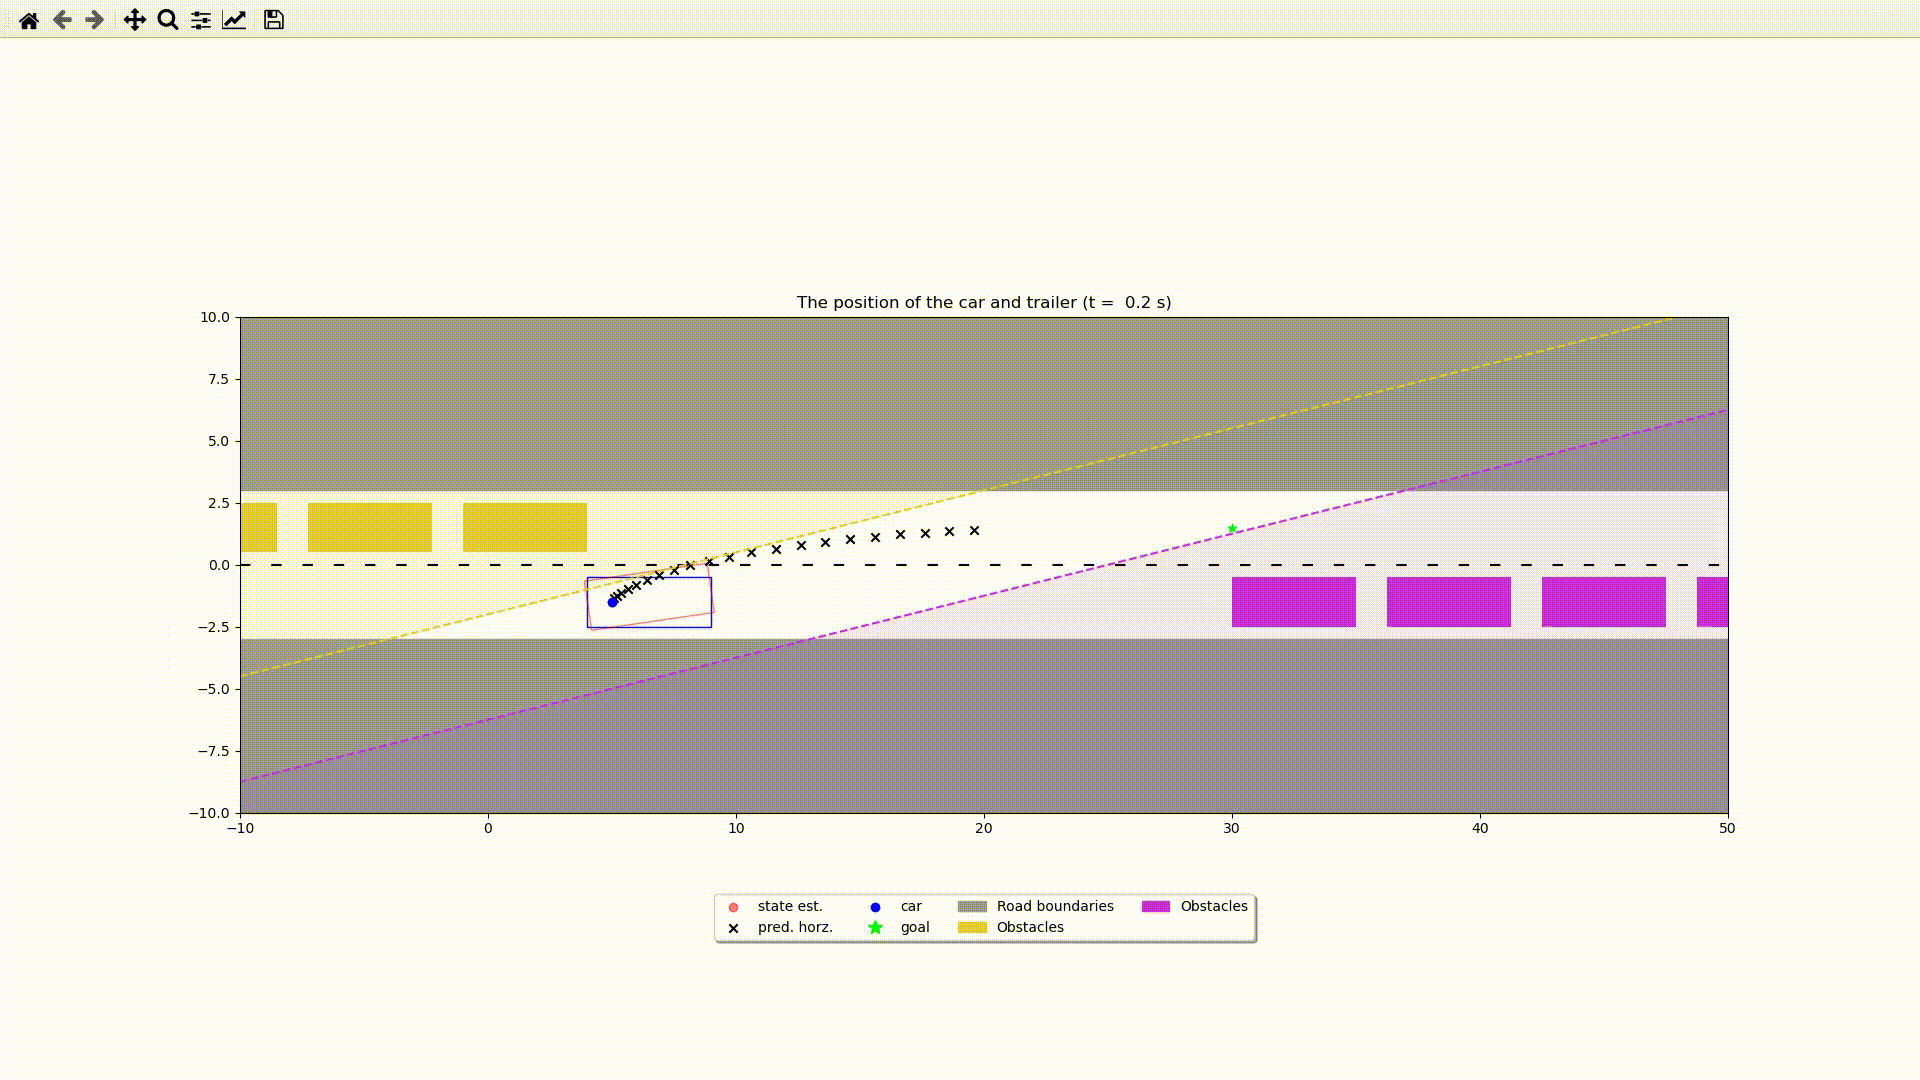 The position of the car and trailer (t =  0.2 s)
10.0
7.5
5.0
2.5
0.0
−2.5
−5.0
−7.5
−10.0
−10 0 10 20 30 40 50
state est. car Road boundaries Obstacles
pred. horz. goal Obstacles